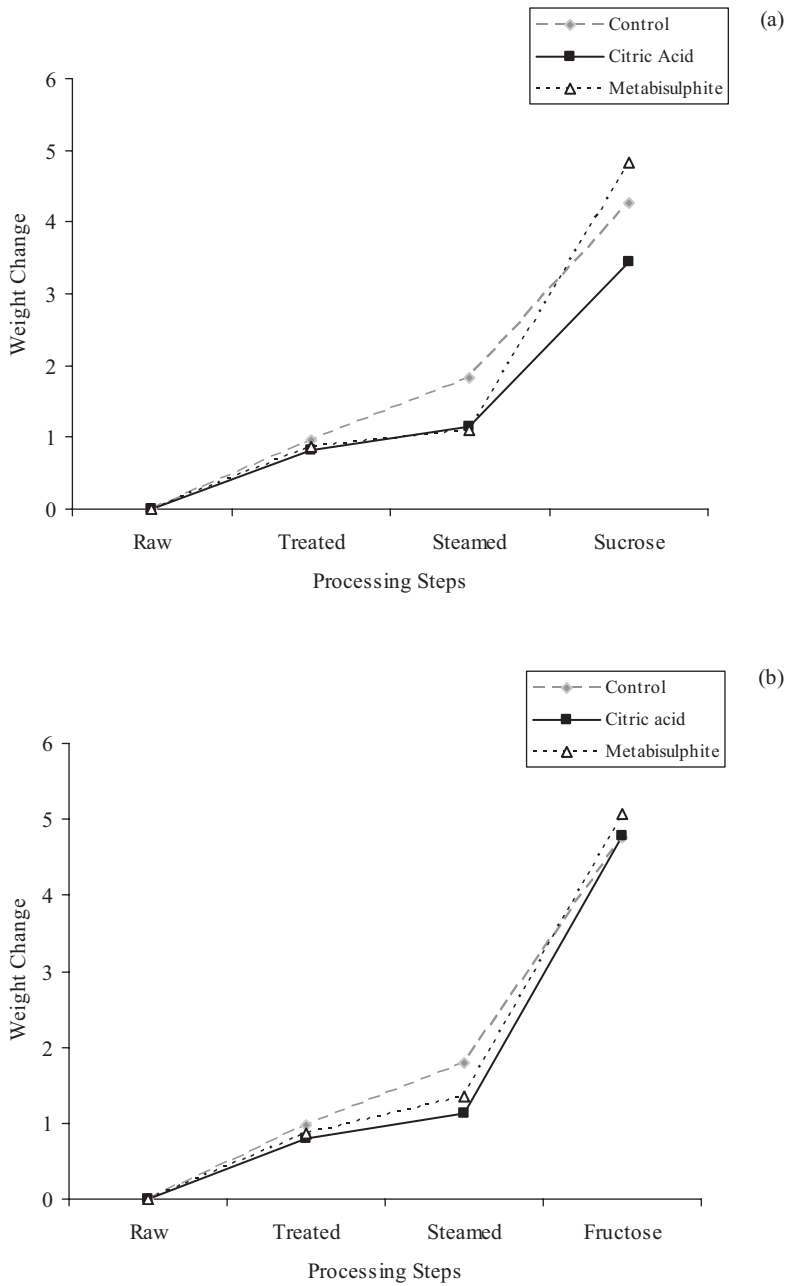 (a)
Control
Citric Acid
Metabisulphite
6
5
4
3
2
1
0
Weight Change
Raw Treated Steamed Sucrose
Processing Steps
(b)
Control
Citric acid
Metabisulphite
6
5
4
3
2
1
0
Weight Change
Raw Treated Steamed Fructose
Processing Steps